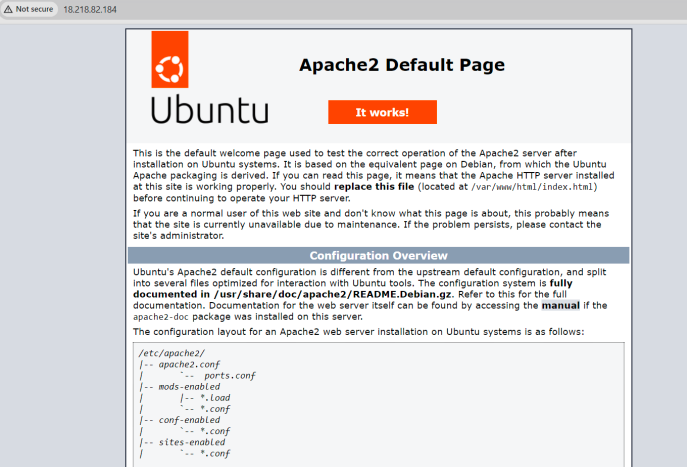 Not secure 18.218.82.184
Apache2 Default Page
Ubuntu
It works!
This is the default welcome page used to test the correct operation of the Apache2 server after
installation on Ubuntu systems. It is based on the equivalent page on Debian, from which the Ubuntu
Apache packaging is derived. If you can read this page, it means that the Apache HTTP server installed
at this site is working properly. You should replace this file (located at /var/www/html/index.html)
before continuing to operate your HTTP server.
If you are a normal user of this web site and don't know what this page is about, this probably means
that the site is currently unavailable due to maintenance. If the problem persists, please contact the
site's administrator.
Configuration Overview
Ubuntu's Apache2 default configuration is different from the upstream default configuration, and split
into several files optimized for interaction with Ubuntu tools. The configuration system is fully
documented in /usr/share/doc/apache2/README.Debian.gz. Refer to this for the full
documentation. Documentation for the web server itself can be found by accessing the manual if the
apache2-doc package was installed on this server.
The configuration layout for an Apache2 web server installation on Ubuntu systems is as follows:
/etc/apache2/
|-- apache2.conf
|       `--  ports.conf
|-- mods-enabled
|       |-- *.load
|       `-- *.conf
|-- conf-enabled
|       `-- *.conf
|-- sites-enabled
|       `-- *.conf